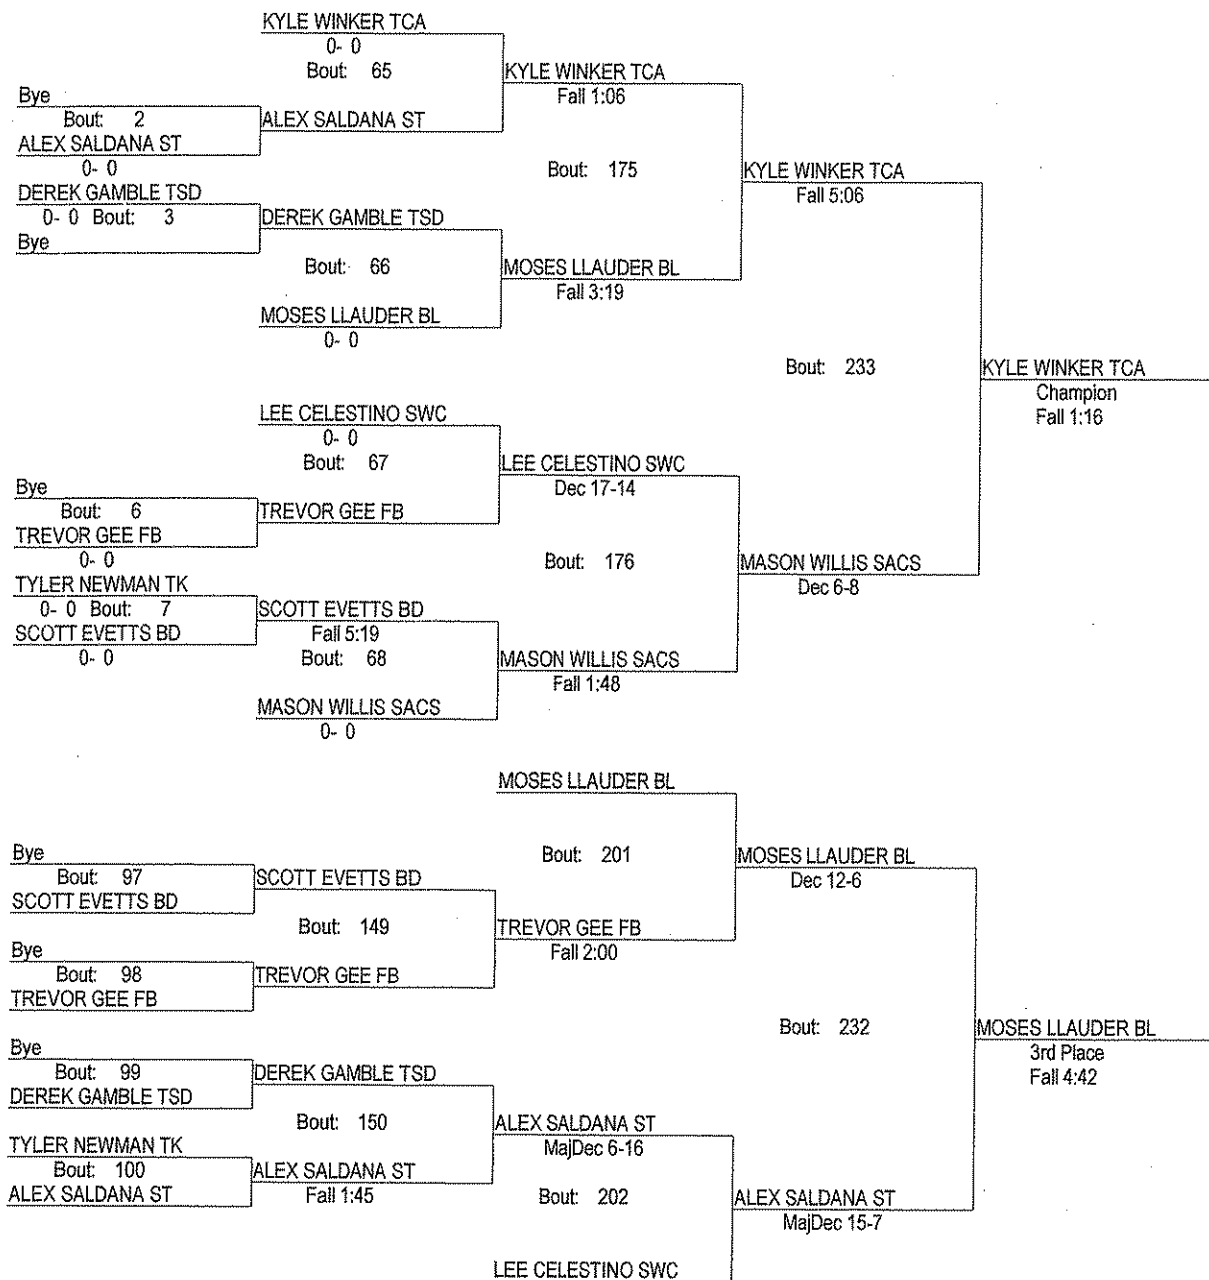 KYLE WINKER TCA
0- 0
Bout: 65
KYLE WINKER TCA
Fall 1:06
Bye
Bout: 2
ALEX SALDANA ST
ALEX SALDANA ST
0- 0
Bout: 175
KYLE WINKER TCA
Fall 5:06
DEREK GAMBLE TSD
0- 0 Bout: 3
DEREK GAMBLE TSD
Bye
Bout: 66
MOSES LLAUDER BL
Fall 3:19
MOSES LLAUDER BL
0- 0
Bout: 233
KYLE WINKER TCA
Champion
Fall 1:16
LEE CELESTINO SWC
0- 0
Bout: 67
LEE CELESTINO SWC
Dec 17-14
Bye
Bout: 6
TREVOR GEE FB
TREVOR GEE FB
0- 0
Bout: 176
MASON WILLIS SACS
Dec 6-8
TYLER NEWMAN TK
0- 0 Bout: 7
SCOTT EVETTS BD
SCOTT EVETTS BD
Fall 5:19
0- 0
Bout: 68
MASON WILLIS SACS
Fall 1:48
MASON WILLIS SACS
0- 0
MOSES LLAUDER BL
Bye
Bout: 201
MOSES LLAUDER BL
Dec 12-6
Bout: 97
SCOTT EVETTS BD
SCOTT EVETTS BD
Bout: 149
TREVOR GEE FB
Fall 2:00
Bye
Bout: 98
TREVOR GEE FB
TREVOR GEE FB
Bout: 232
MOSES LLAUDER BL
3rd Place
Fall 4:42
Bye
Bout: 99
DEREK GAMBLE TSD
DEREK GAMBLE TSD
Bout: 150
ALEX SALDANA ST
MajDec 6-16
TYLER NEWMAN TK
Bout: 100
ALEX SALDANA ST
ALEX SALDANA ST
Fall 1:45
Bout: 202
ALEX SALDANA ST
MajDec 15-7
LEE CELESTINO SWC